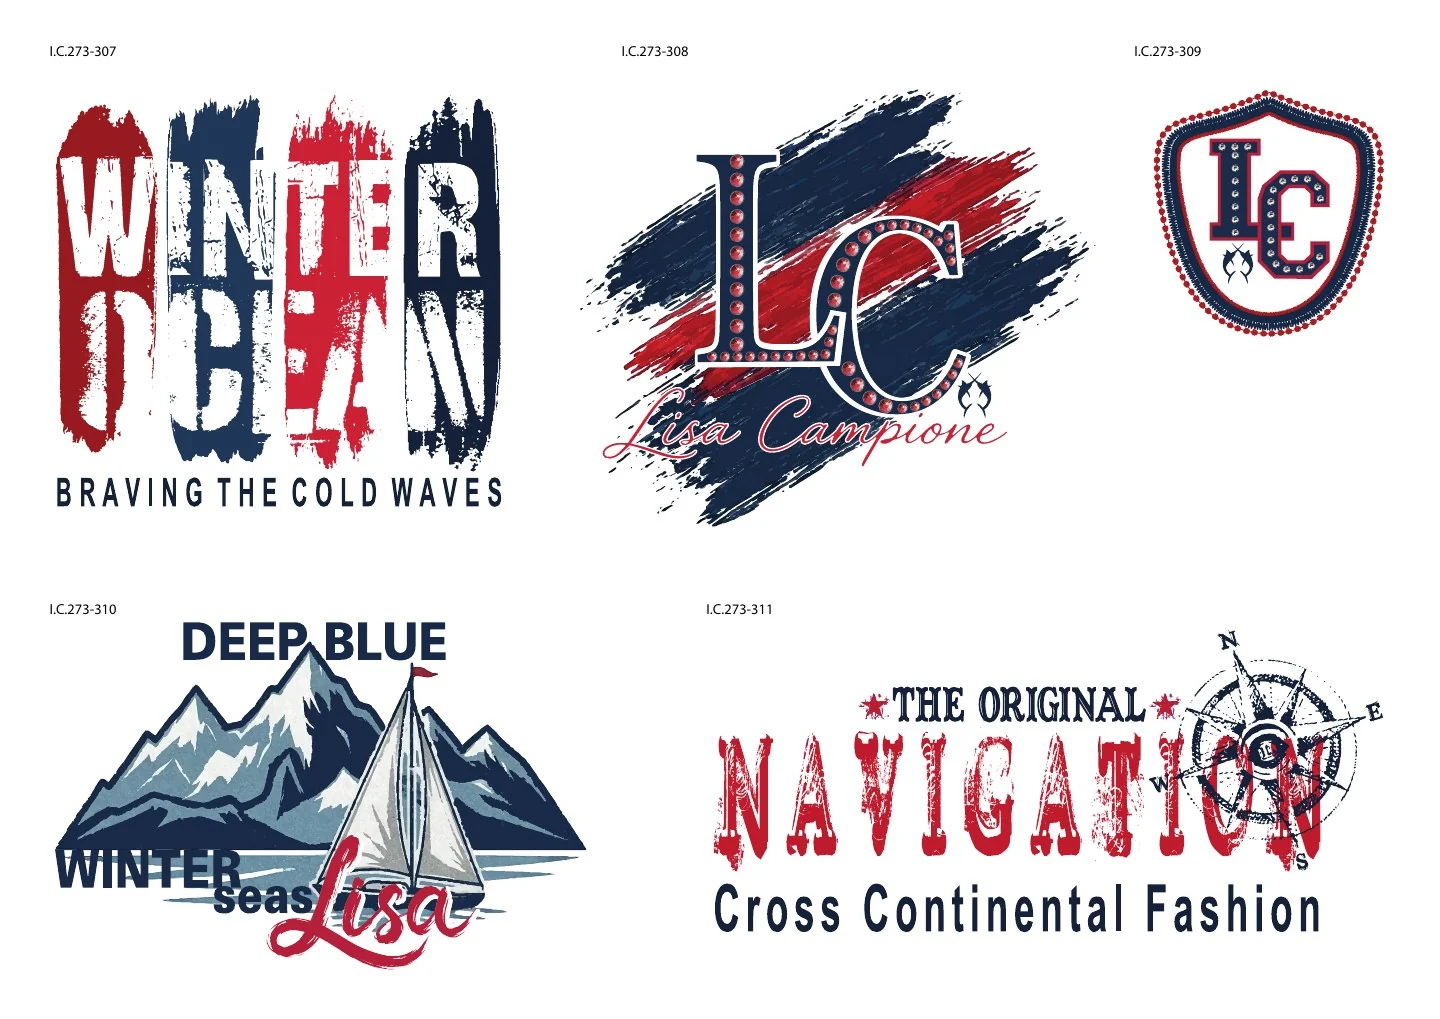 I.C.273-307
WINTER
OCEAN
BRAVING THE COLD WAVES
I.C.273-308
LC
Lisa Campione
I.C.273-309
LC
I.C.273-310
DEEP BLUE
WINTER
seas
Lisa
I.C.273-311
THE ORIGINAL
NAVIGATION
N
E
W
S
Cross Continental Fashion